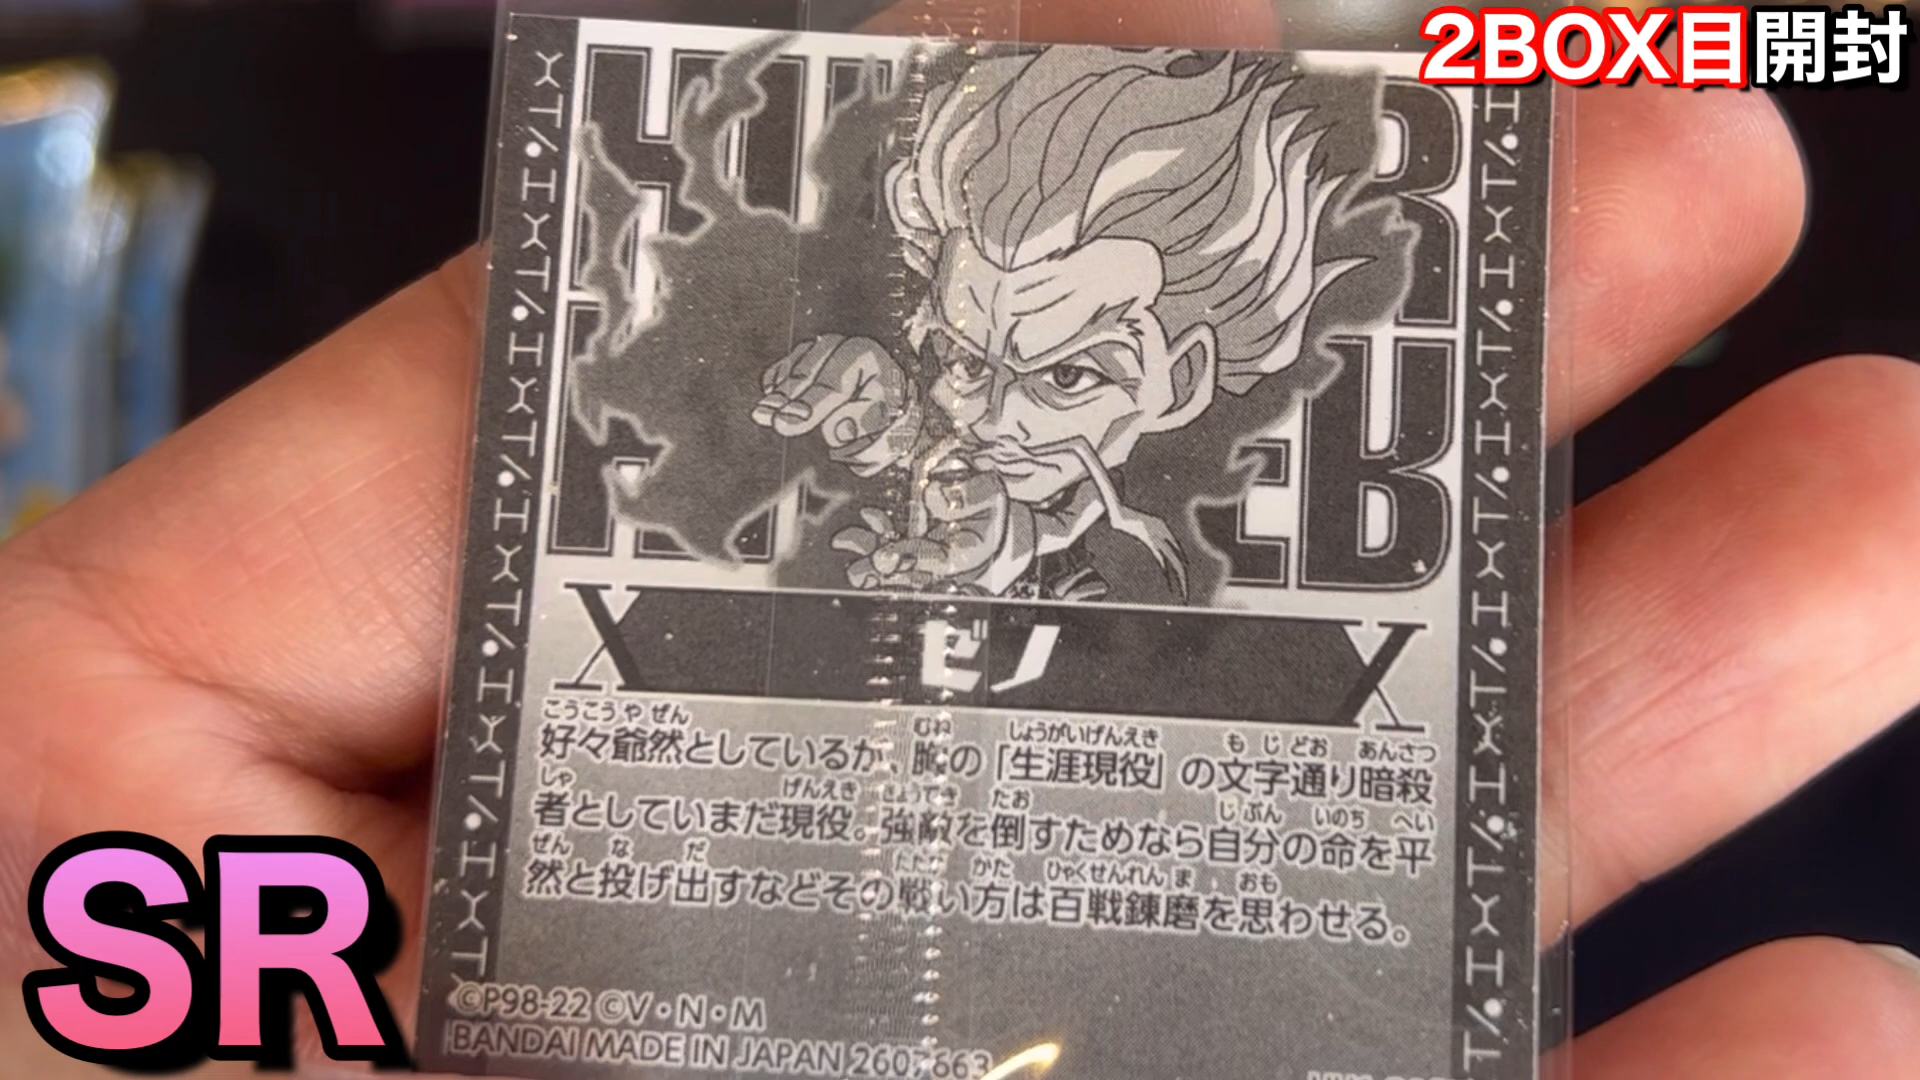 2BOX目開封
ゼノ
こうこうやぜん むね しょうがいげんえき もじどお あんさつ
好々爺然としているが、胸の「生涯現役」の文字通り暗殺
しゃ げんえき きょうてき たお じぶん いのち へい
者としていまだ現役。強敵を倒すためなら自分の命を平
ぜん な だ たたか かた ひゃくせんれんま おも
然と投げ出すなどその戦い方は百戦錬磨を思わせる。
SR
©P98-22 ©V・N・M
BANDAI MADE IN JAPAN 2607663